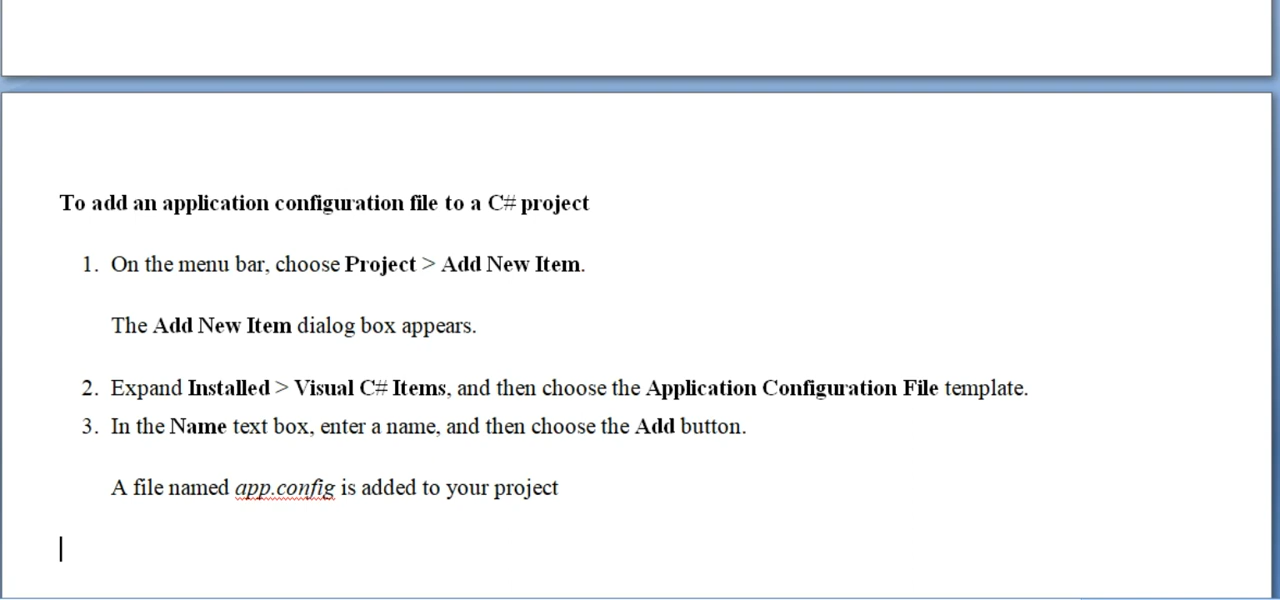 To add an application configuration file to a C# project
1. On the menu bar, choose Project > Add New Item.
The Add New Item dialog box appears.
2. Expand Installed > Visual C# Items, and then choose the Application Configuration File template.
3. In the Name text box, enter a name, and then choose the Add button.
A file named app.config is added to your project